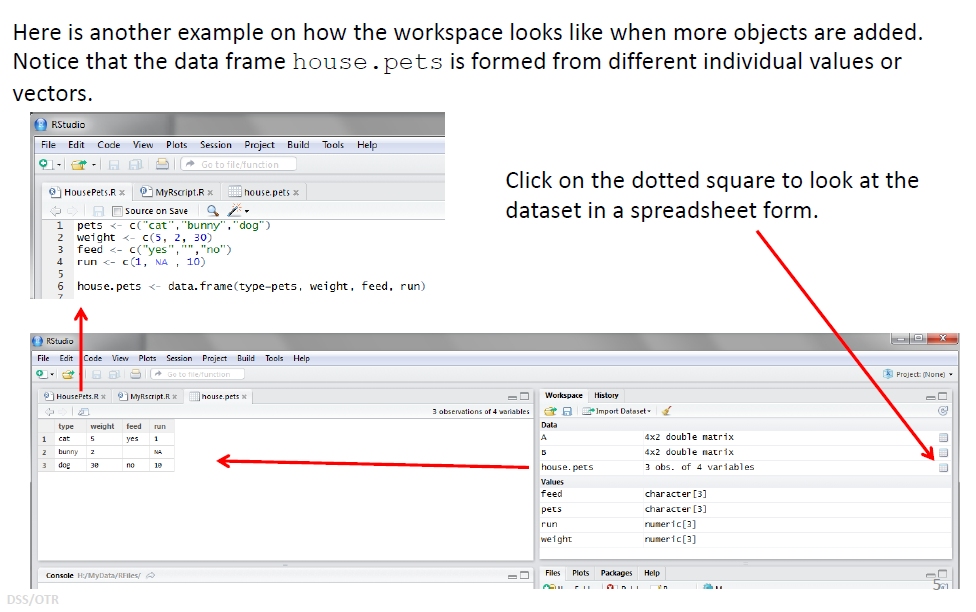 Here is another example on how the workspace looks like when more objects are added.
Notice that the data frame house.pets is formed from different individual values or
vectors.
RStudio
File Edit Code View Plots Session Project Build Tools Help
Go to file/function
HousePets.R MyRscript.R house.pets
Source on Save
1 pets <- c("cat","bunny","dog")
2 weight <- c(5, 2, 30)
3 feed <- c("yes","","no")
4 run <- c(1, NA , 10)
5
6 house.pets <- data.frame(type=pets, weight, feed, run)
7
Click on the dotted square to look at the
dataset in a spreadsheet form.
RStudio
File Edit Code View Plots Session Project Build Tools Help
Go to file/function
Project: (None)
HousePets.R MyRscript.R house.pets
3 observations of 4 variables
type weight feed run
1 cat 5 yes 1
2 bunny 2 NA
3 dog 30 no 10
Workspace History
Import Dataset
Data
A 4x2 double matrix
B 4x2 double matrix
house.pets 3 obs. of 4 variables
Values
feed character[3]
pets character[3]
run numeric[3]
weight numeric[3]
Console H:/MyData/RFiles/
Files Plots Packages Help
5
DSS/OTR